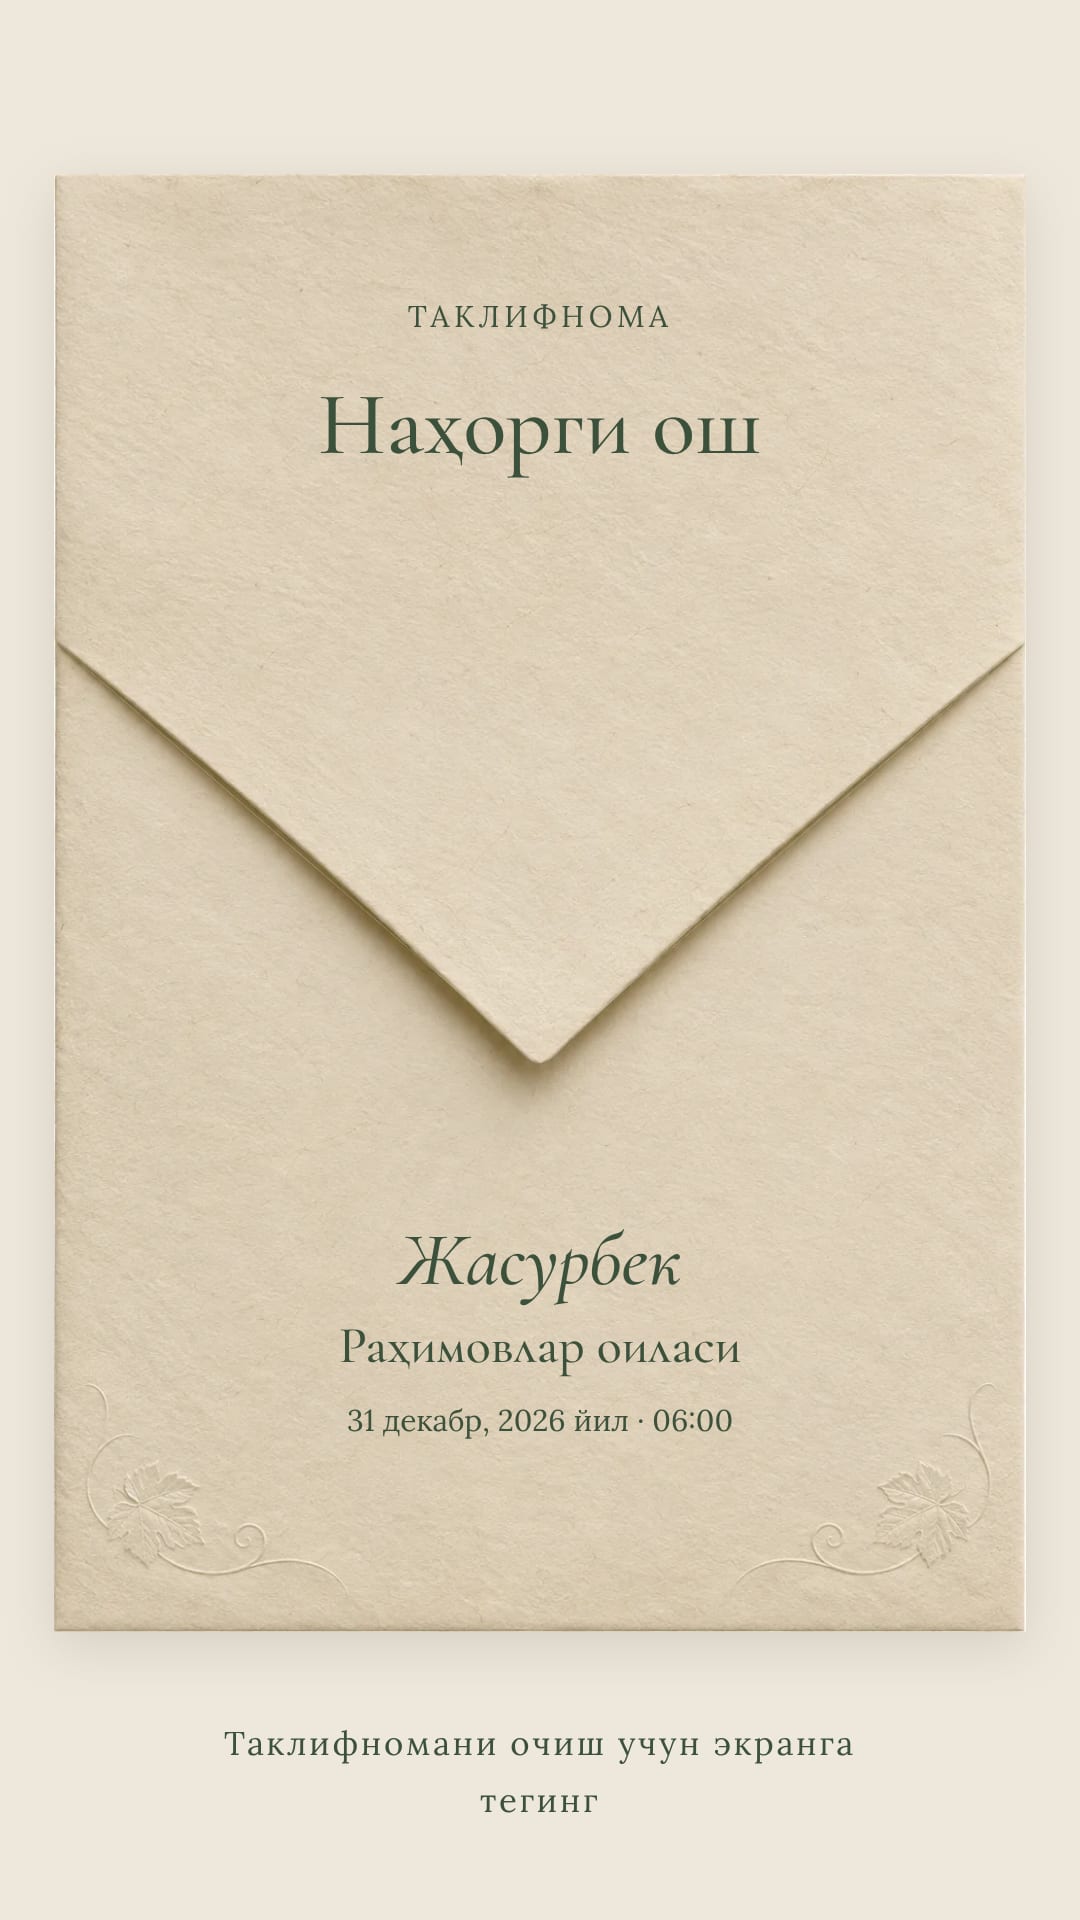 ТАКЛИФНОМА
Наҳорги ош
Жасурбек
Раҳимовлар оиласи
31 декабр, 2026 йил · 06:00
Таклифномани очиш учун экранга
тегинг